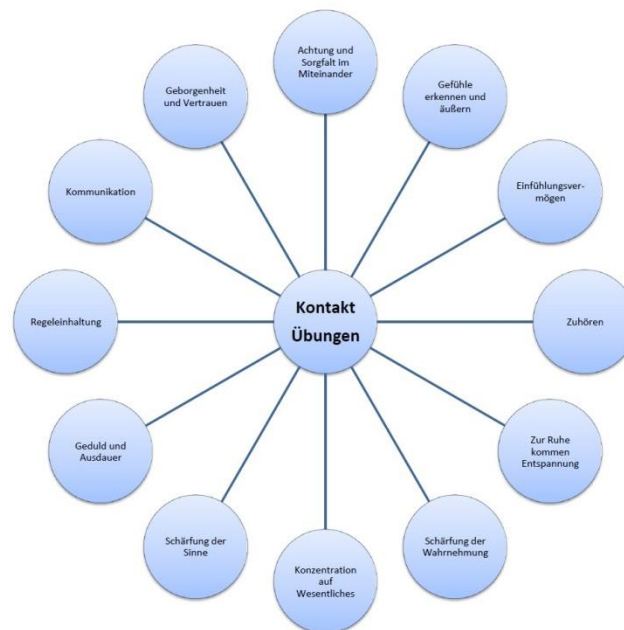 Achtung und
Sorgfalt im
Miteinander
Gefühle
erkennen und
äußern
Einfühlungsver-
mögen
Zuhören
Zur Ruhe
kommen
Entspannung
Schärfung der
Wahrnehmung
Konzentration
auf
Wesentliches
Schärfung der
Sinne
Geduld und
Ausdauer
Regeleinhaltung
Kommunikation
Geborgenheit
und Vertrauen
Kontakt
Übungen